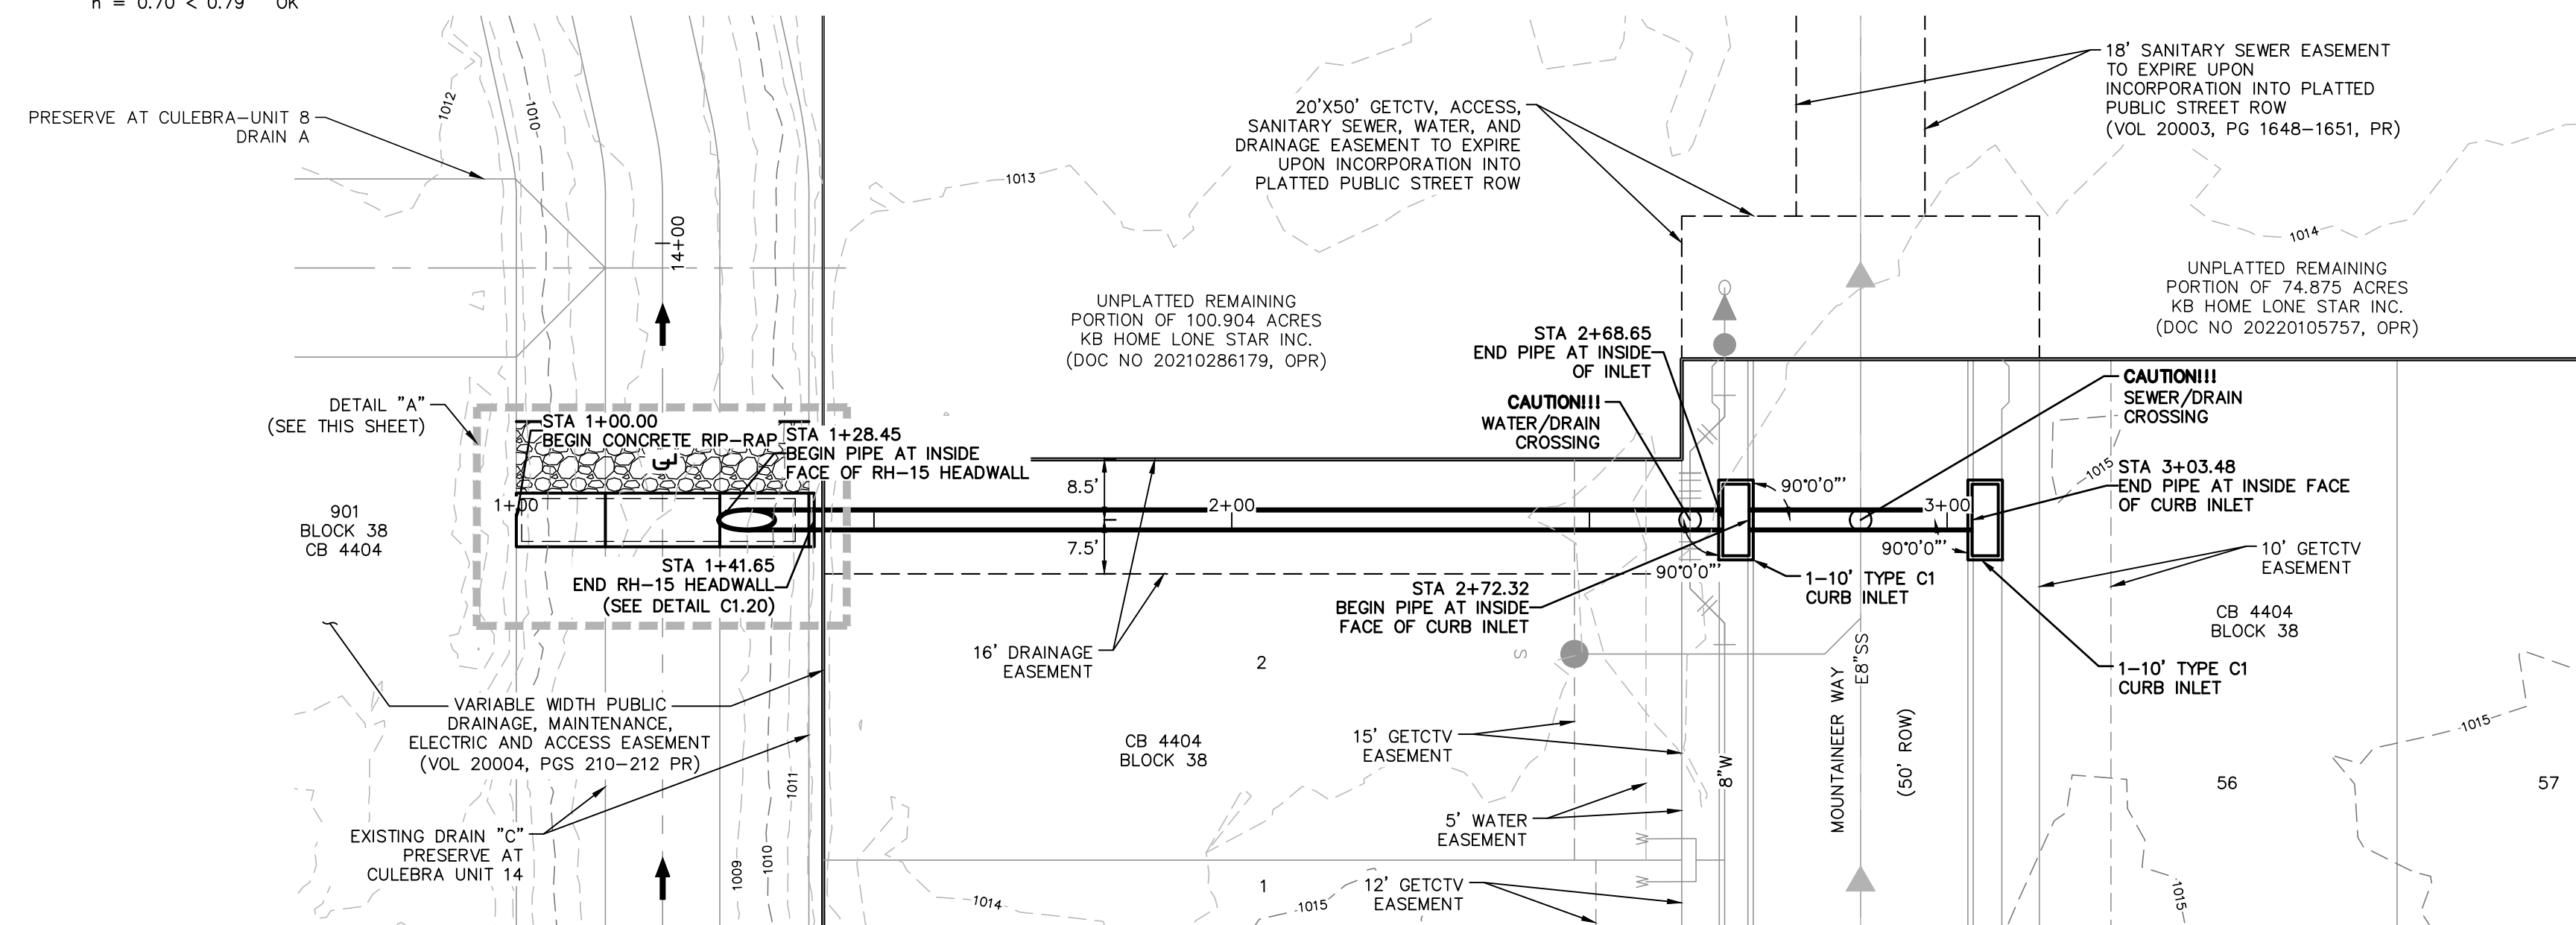 n = 0.70 < 0.79 OK
PRESERVE AT CULEBRA-UNIT 8
DRAIN A
1012
1010
14+00
1013
20'X50' GETCTV, ACCESS,
SANITARY SEWER, WATER, AND
DRAINAGE EASEMENT TO EXPIRE
UPON INCORPORATION INTO
PLATTED PUBLIC STREET ROW
18' SANITARY SEWER EASEMENT
TO EXPIRE UPON
INCORPORATION INTO PLATTED
PUBLIC STREET ROW
(VOL 20003, PG 1648-1651, PR)
1014
UNPLATTED REMAINING
PORTION OF 100.904 ACRES
KB HOME LONE STAR INC.
(DOC NO 20210286179, OPR)
UNPLATTED REMAINING
PORTION OF 74.875 ACRES
KB HOME LONE STAR INC.
(DOC NO 20220105757, OPR)
STA 2+68.65
END PIPE AT INSIDE
OF INLET
CAUTION!!!
WATER/DRAIN
CROSSING
CAUTION!!!
SEWER/DRAIN
CROSSING
DETAIL "A"
(SEE THIS SHEET)
STA 1+00.00
BEGIN CONCRETE RIP-RAP
STA 1+28.45
BEGIN PIPE AT INSIDE
FACE OF RH-15 HEADWALL
1015
STA 3+03.48
END PIPE AT INSIDE FACE
OF CURB INLET
8.5'
90°0'0"'
1+00
2+00
3+00
901
BLOCK 38
CB 4404
7.5'
90°0'0"'
90°0'0"'
STA 1+41.65
END RH-15 HEADWALL
(SEE DETAIL C1.20)
STA 2+72.32
BEGIN PIPE AT INSIDE
FACE OF CURB INLET
1-10' TYPE C1
CURB INLET
10' GETCTV
EASEMENT
CB 4404
BLOCK 38
16' DRAINAGE
EASEMENT
2
S
E8"SS
1-10' TYPE C1
CURB INLET
VARIABLE WIDTH PUBLIC
DRAINAGE, MAINTENANCE,
ELECTRIC AND ACCESS EASEMENT
(VOL 20004, PGS 210-212 PR)
CB 4404
BLOCK 38
15' GETCTV
EASEMENT
8"W
MOUNTAINEER WAY
(50' ROW)
1015
56
57
1011
5' WATER
EASEMENT
EXISTING DRAIN "C"
PRESERVE AT
CULEBRA UNIT 14
1009
1010
1
12' GETCTV
EASEMENT
1014
1015
1015